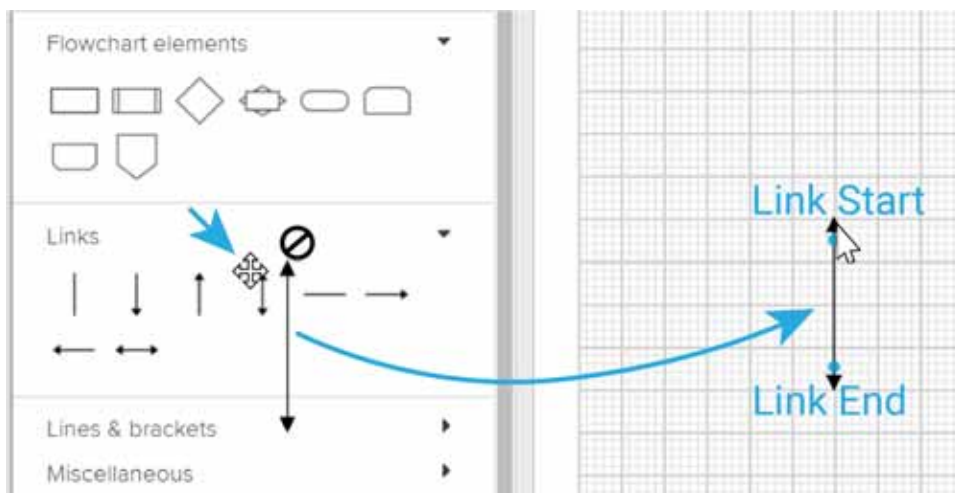 Flowchart elements
Links
Lines & brackets
Miscellaneous
Link Start
Link End